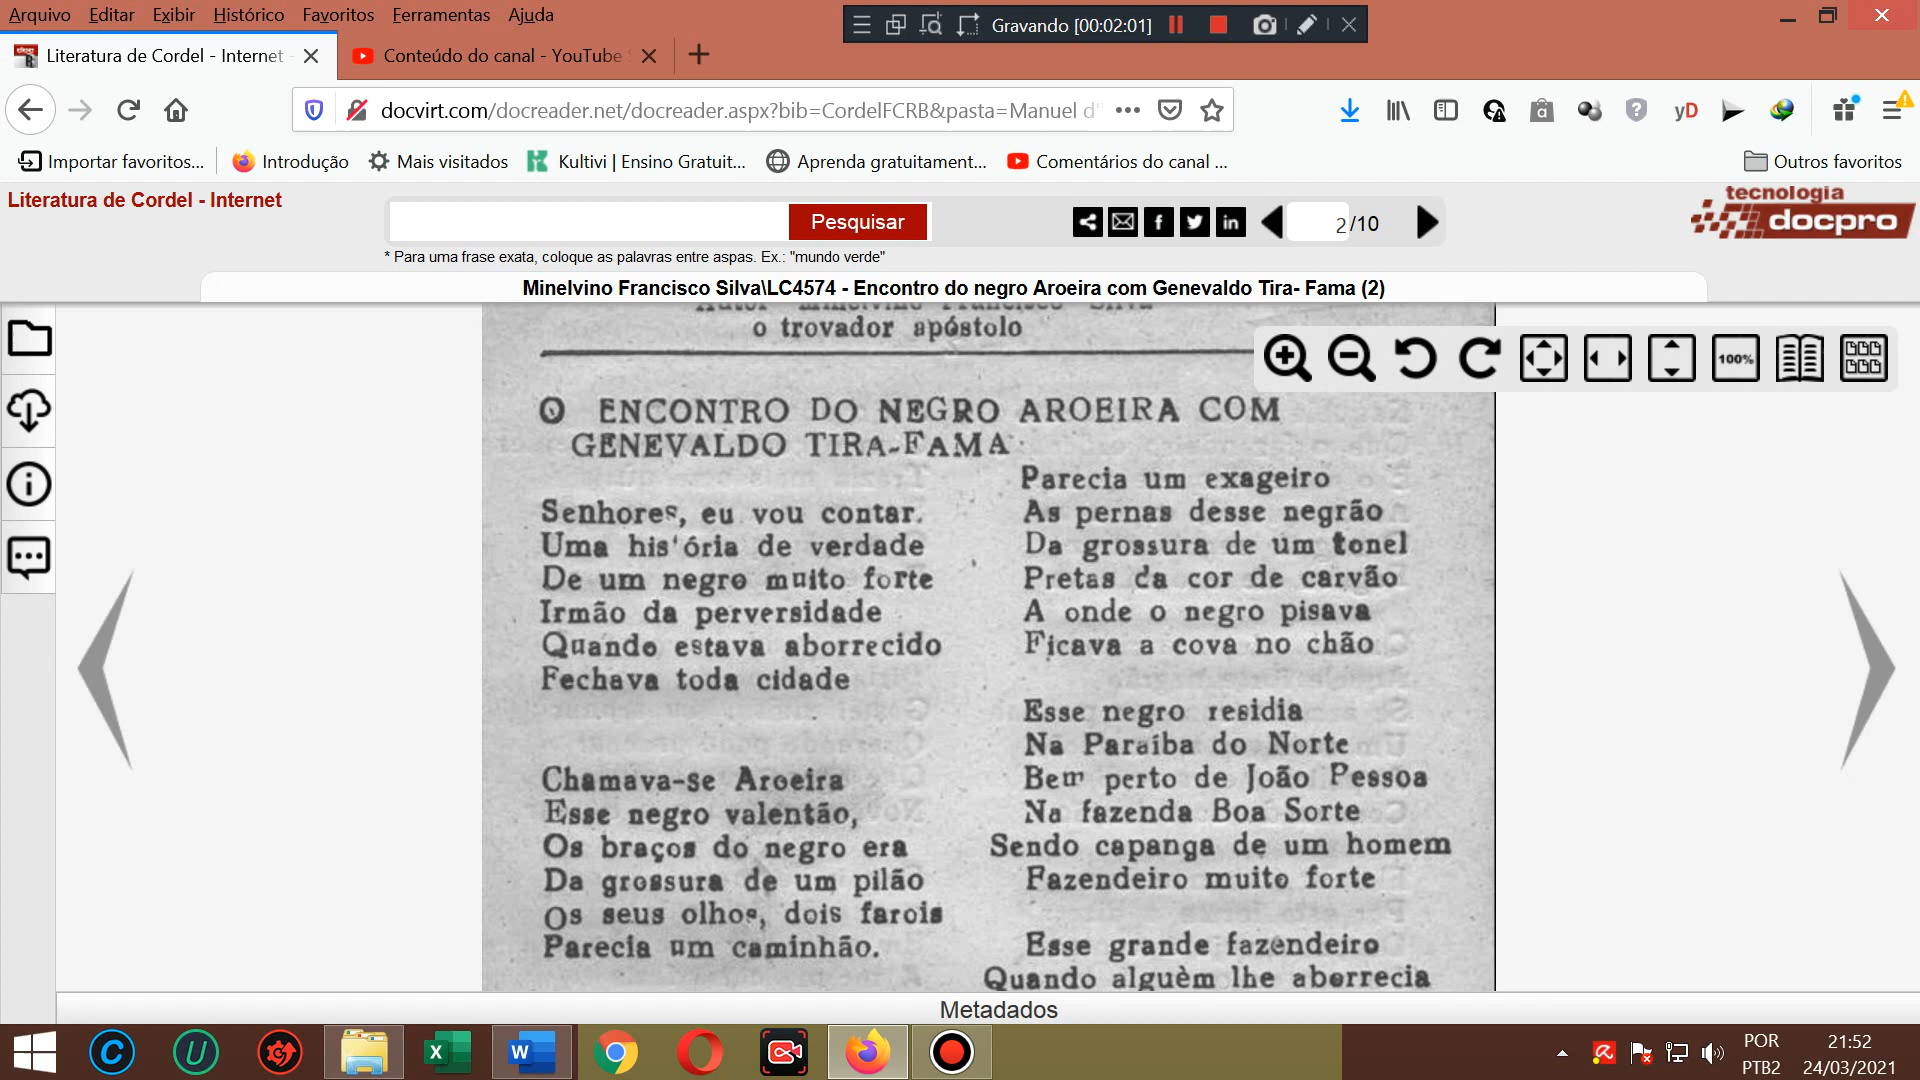 Arquivo Editar Exibir Histórico Favoritos Ferramentas Ajuda
Gravando [00:02:01]
Literatura de Cordel - Internet -
Conteúdo do canal - YouTube
docvirt.com/docreader.net/docreader.aspx?bib=CordelFCRB&pasta=Manuel d'
yD
Importar favoritos...
Introdução
Mais visitados
Kultivi | Ensino Gratuit...
Aprenda gratuitament...
Comentários do canal ...
Outros favoritos
Literatura de Cordel - Internet
Pesquisar
2/10
tecnologia
docpro
* Para uma frase exata, coloque as palavras entre aspas. Ex.: "mundo verde"
Minelvino Francisco Silva\LC4574 - Encontro do negro Aroeira com Genevaldo Tira- Fama (2)
Autor Minelvino Francisco Silva
o trovador apóstolo
100%
O ENCONTRO DO NEGRO AROEIRA COM
GENEVALDO TIRA-FAMA
Senhores, eu vou contar.
Uma his'ória de verdade
De um negro muito forte
Irmão da perversidade
Quando estava aborrecido
Fechava toda cidade
Chamava-se Aroeira
Esse negro valentão,
Os braços do negro era
Da grossura de um pilão
Os seus olhos, dois farois
Parecia um caminhão.
Parecia um exageiro
As pernas desse negrão
Da grossura de um tonel
Pretas da cor de carvão
A onde o negro pisava
Ficava a cova no chão
Esse negro residia
Na Paraiba do Norte
Bem perto de João Pessoa
Na fazenda Boa Sorte
Sendo capanga de um homem
Fazendeiro muito forte
Esse grande fazendeiro
Quando alguèm lhe aborrecia
Metadados
POR
PTB2
21:52
24/03/2021